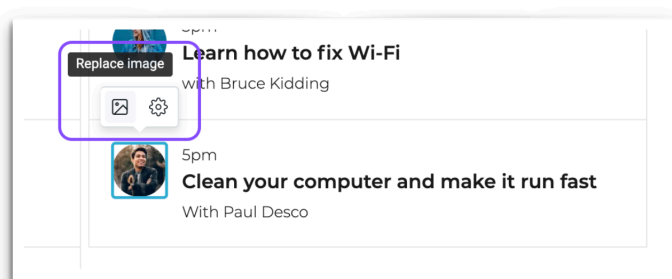 5pm
Learn how to fix Wi-Fi
Replace image
with Bruce Kidding
5pm
Clean your computer and make it run fast
With Paul Desco